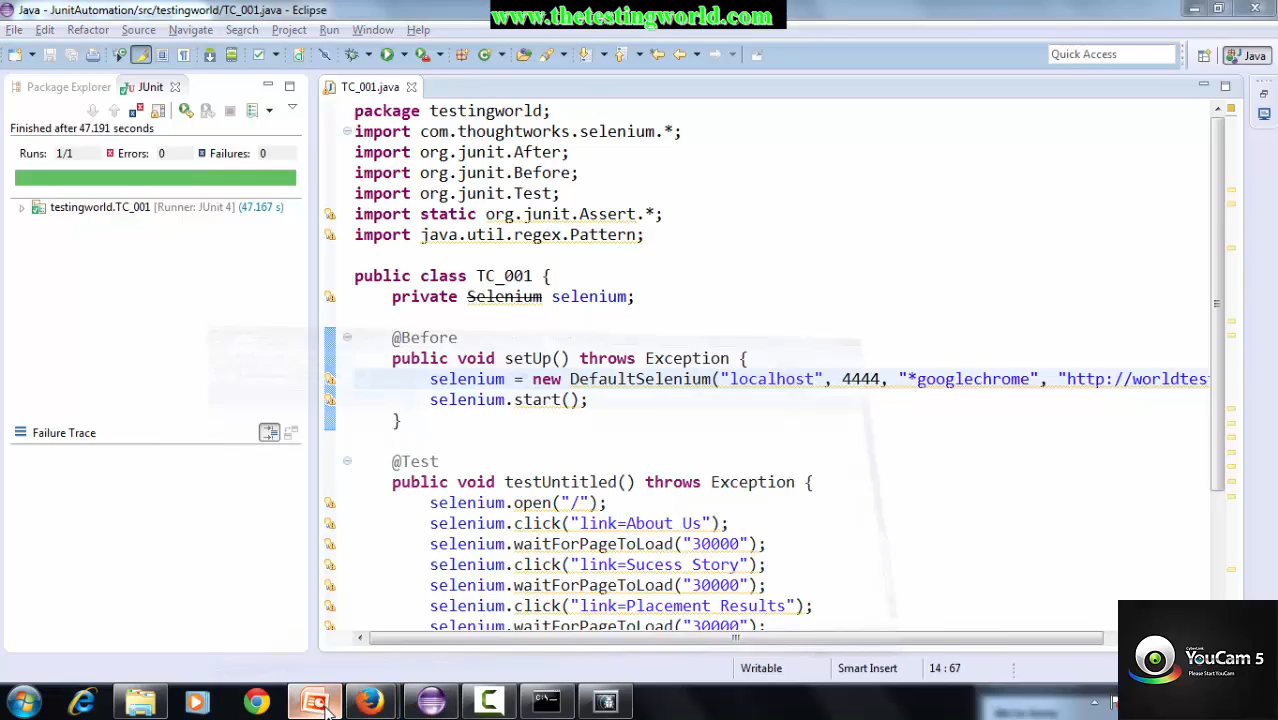 www.thetestingworld.com
Java - JunitAutomation/src/testingworld/TC_001.java - Eclipse
File Edit Refactor Source Navigate Search Project Run Window Help
Quick Access
Java
Package Explorer
JUnit
TC_001.java
Finished after 47.191 seconds
Runs: 1/1 Errors: 0 Failures: 0
testingworld.TC_001 [Runner: JUnit 4] (47.167 s)
Failure Trace
package testingworld;
import com.thoughtworks.selenium.*;
import org.junit.After;
import org.junit.Before;
import org.junit.Test;
import static org.junit.Assert.*;
import java.util.regex.Pattern;
public class TC_001 {
private Selenium selenium;
@Before
public void setUp() throws Exception {
selenium = new DefaultSelenium("localhost", 4444, "*googlechrome", "http://worldtes
selenium.start();
}
@Test
public void testUntitled() throws Exception {
selenium.open("/");
selenium.click("link=About Us");
selenium.waitForPageToLoad("30000");
selenium.click("link=Sucess Story");
selenium.waitForPageToLoad("30000");
selenium.click("link=Placement Results");
selenium.waitForPageToLoad("30000");
Writable
Smart Insert
14 : 67
CyberLink
YouCam 5
Please Start YouCam